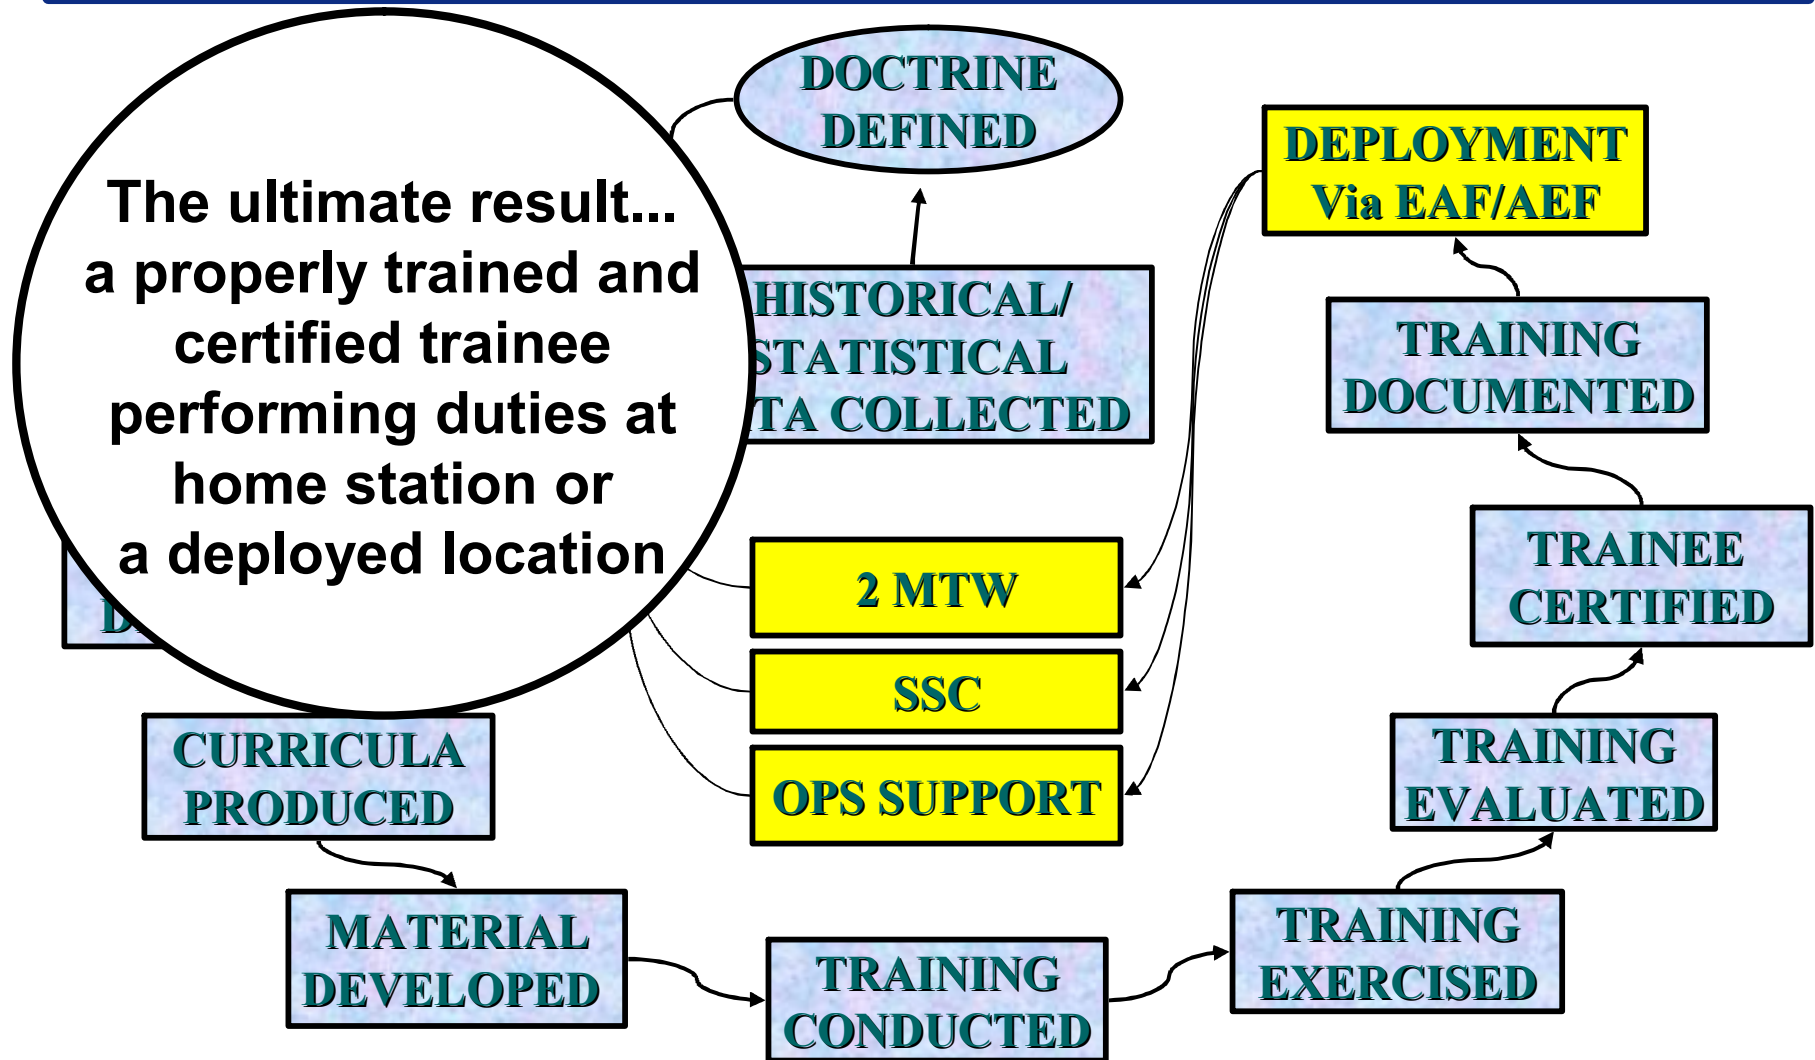 DOCTRINE
DEFINED
DEPLOYMENT
Via EAF/AEF
The ultimate result...
a properly trained and
certified trainee
performing duties at
home station or
a deployed location
HISTORICAL/
STATISTICAL
TA COLLECTED
TRAINING
DOCUMENTED
2 MTW
TRAINEE
CERTIFIED
SSC
OPS SUPPORT
CURRICULA
PRODUCED
TRAINING
EVALUATED
MATERIAL
DEVELOPED
TRAINING
CONDUCTED
TRAINING
EXERCISED